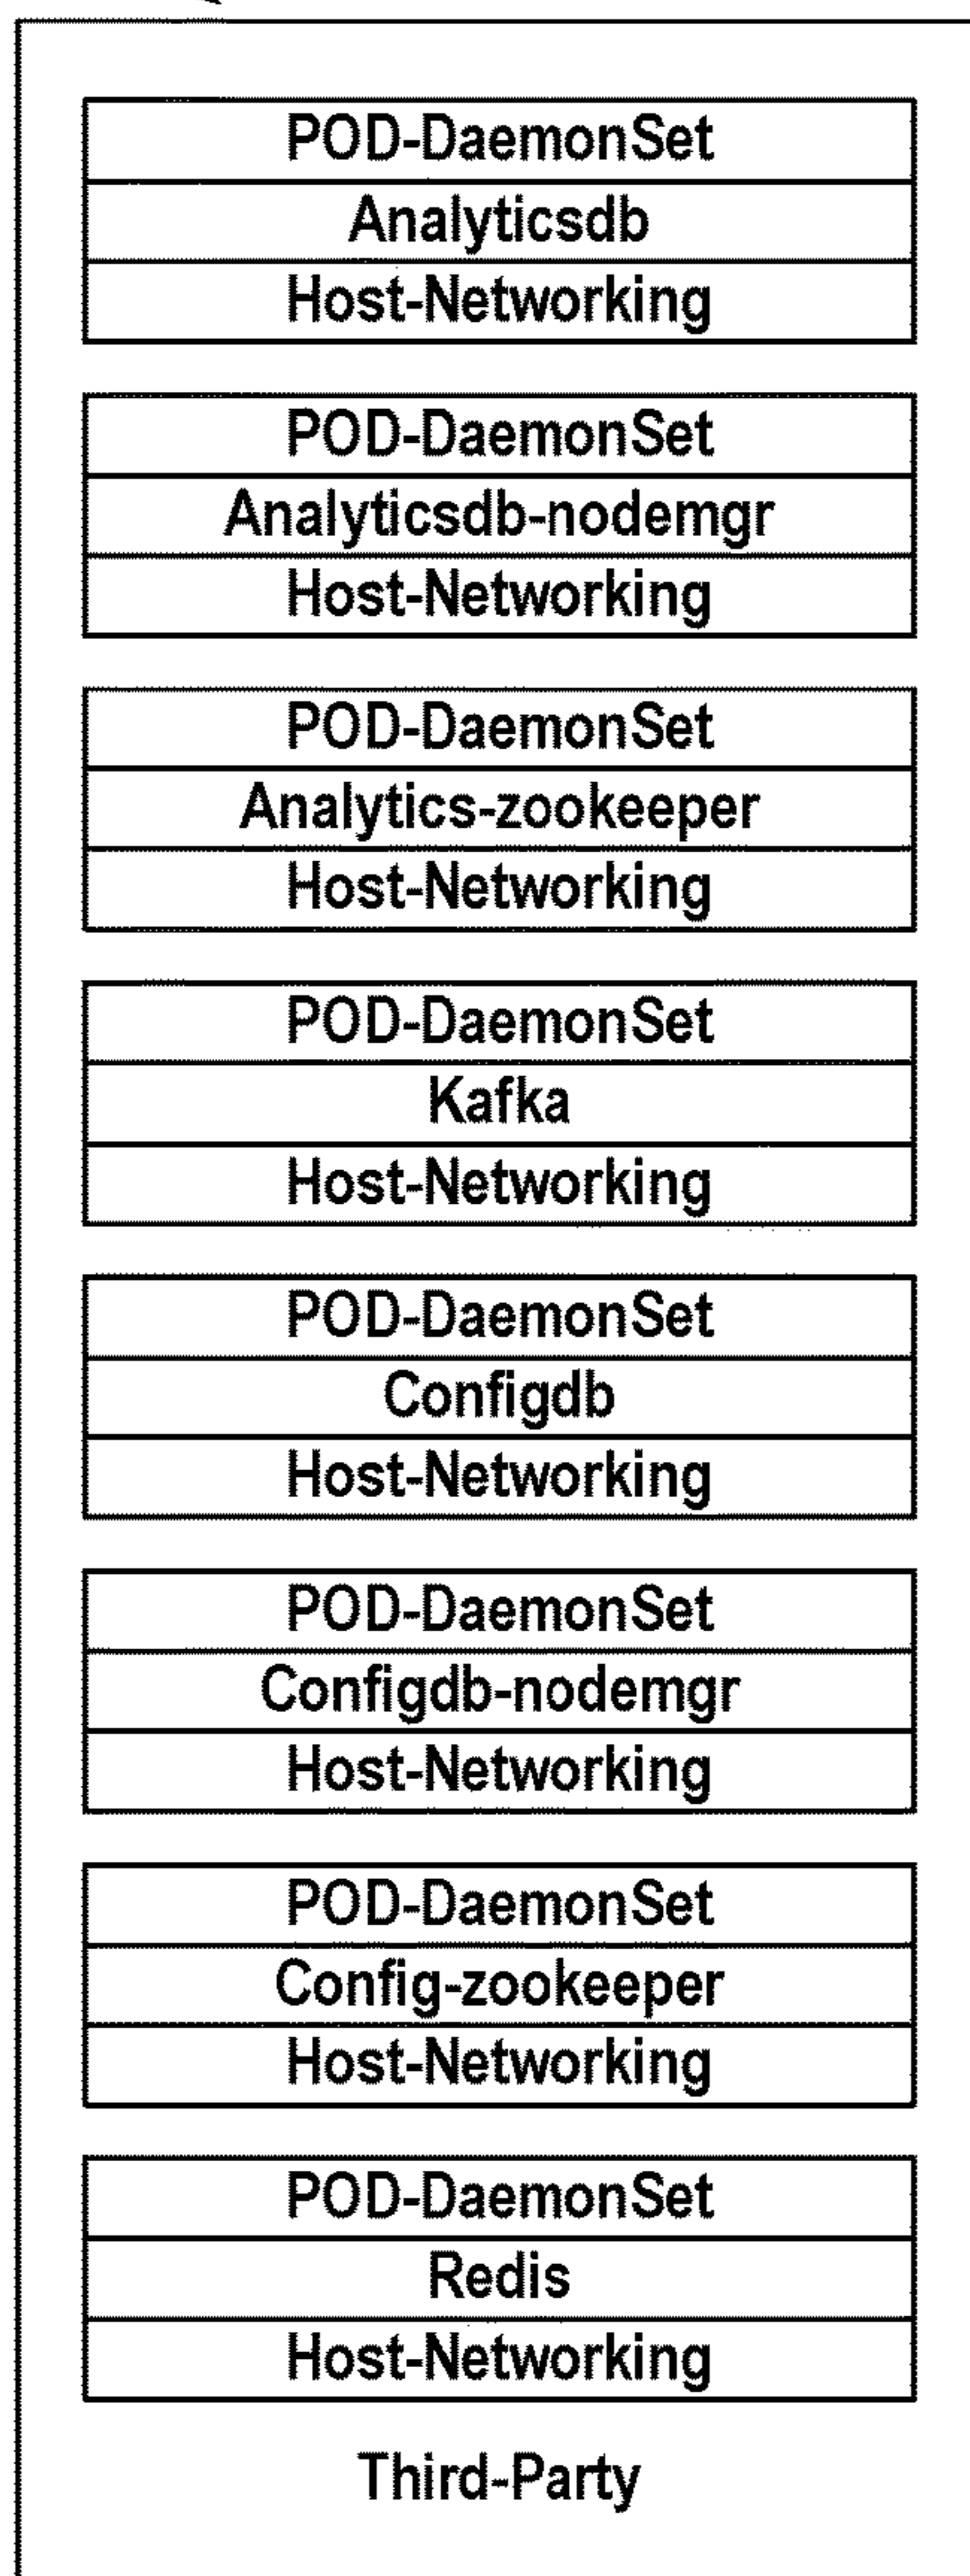 POD-DaemonSet
Analyticsdb
Host-Networking
POD-DaemonSet
Analyticsdb-nodemgr
Host-Networking
POD-DaemonSet
Analytics-zookeeper
Host-Networking
POD-DaemonSet
Kafka
Host-Networking
POD-DaemonSet
Configdb
Host-Networking
POD-DaemonSet
Configdb-nodemgr
Host-Networking
POD-DaemonSet
Config-zookeeper
Host-Networking
POD-DaemonSet
Redis
Host-Networking
Third-Party